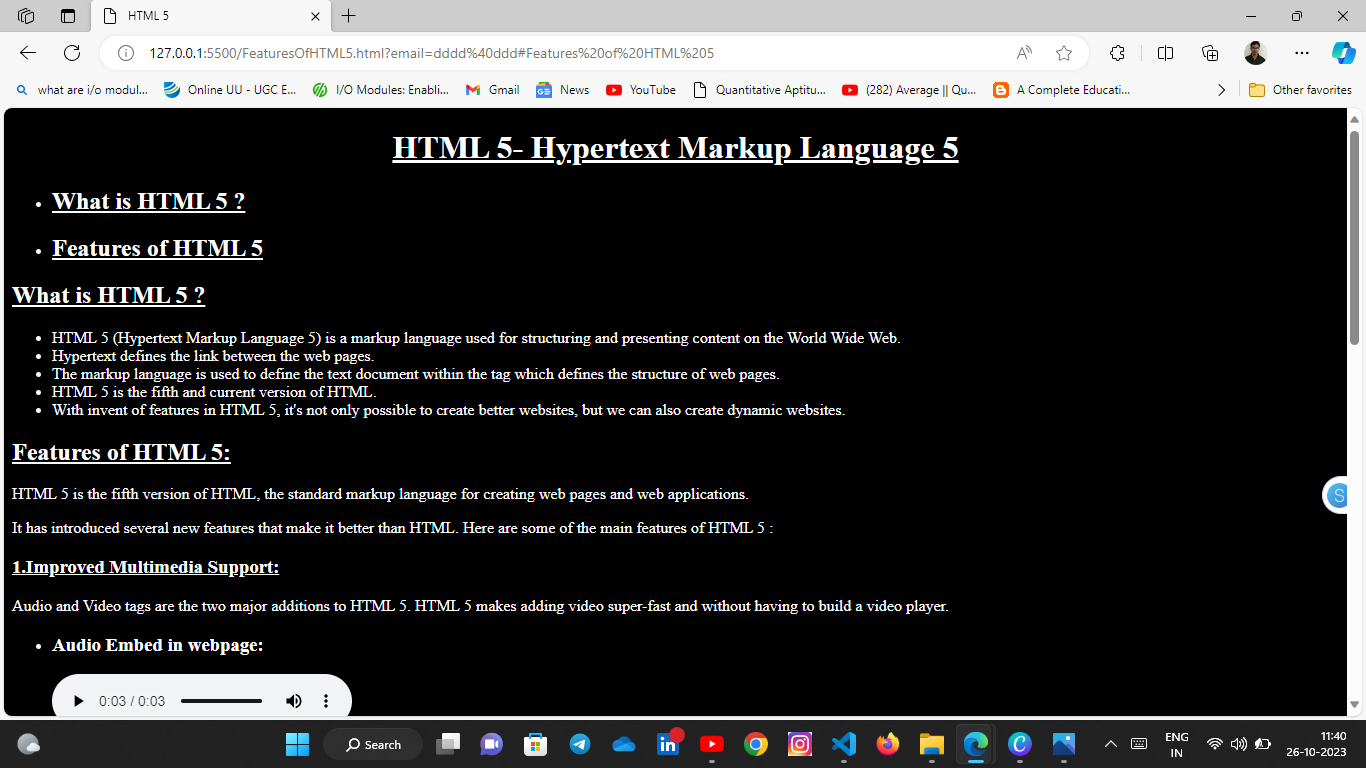 HTML 5
127.0.0.1:5500/FeaturesOfHTML5.html?email=dddd%40ddd#Features%20of%20HTML%205
what are i/o modul... Online UU - UGC E... I/O Modules: Enabli... Gmail News YouTube Quantitative Aptitu... (282) Average || Qu... A Complete Educati... Other favorites
HTML 5- Hypertext Markup Language 5
• What is HTML 5 ?
• Features of HTML 5
What is HTML 5 ?
• HTML 5 (Hypertext Markup Language 5) is a markup language used for structuring and presenting content on the World Wide Web.
• Hypertext defines the link between the web pages.
• The markup language is used to define the text document within the tag which defines the structure of web pages.
• HTML 5 is the fifth and current version of HTML.
• With invent of features in HTML 5, it's not only possible to create better websites, but we can also create dynamic websites.
Features of HTML 5:
HTML 5 is the fifth version of HTML, the standard markup language for creating web pages and web applications.
It has introduced several new features that make it better than HTML. Here are some of the main features of HTML 5 :
1.Improved Multimedia Support:
Audio and Video tags are the two major additions to HTML 5. HTML 5 makes adding video super-fast and without having to build a video player.
• Audio Embed in webpage:
0:03 / 0:03
Search
ENG
IN
11:40
26-10-2023